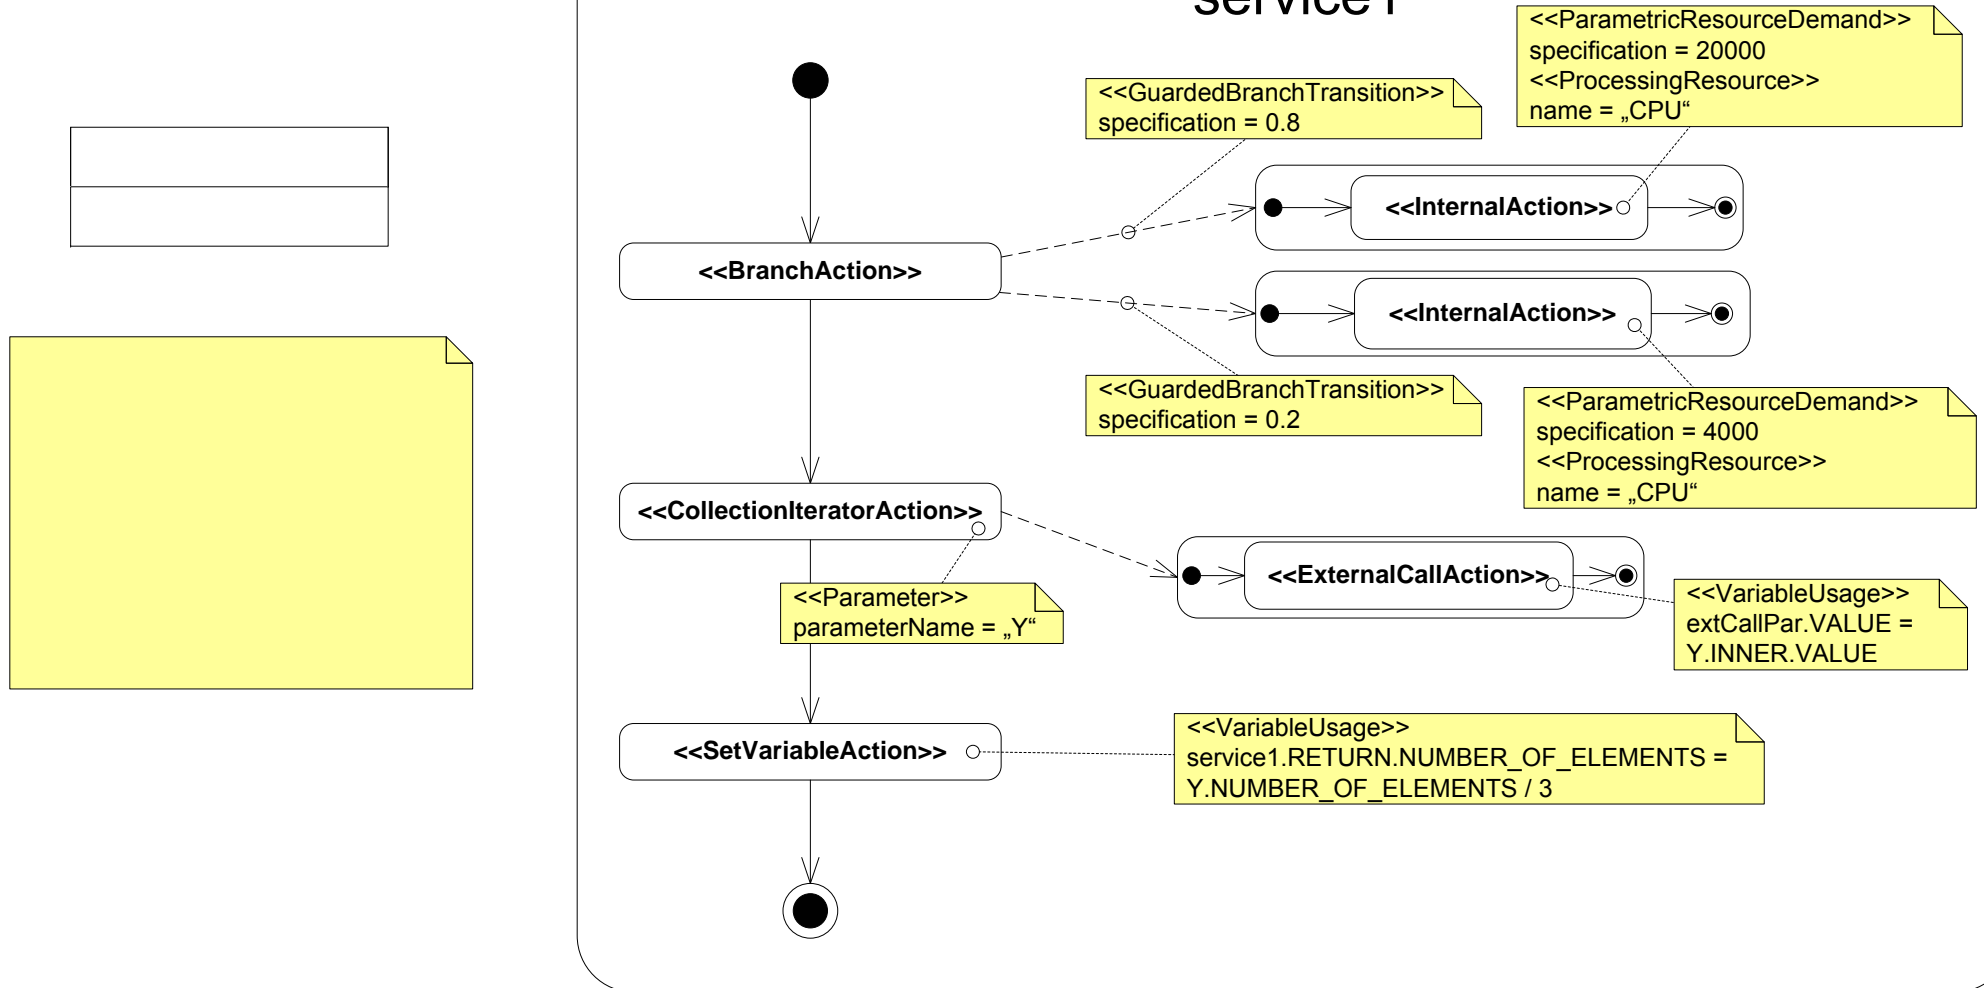 service1
<<ParametricResourceDemand>>
specification = 20000
<<ProcessingResource>>
name = „CPU“
<<GuardedBranchTransition>>
specification = 0.8
<<InternalAction>>
<<BranchAction>>
<<InternalAction>>
<<GuardedBranchTransition>>
specification = 0.2
<<ParametricResourceDemand>>
specification = 4000
<<ProcessingResource>>
name = „CPU“
<<CollectionIteratorAction>>
<<ExternalCallAction>>
<<Parameter>>
parameterName = „Y“
<<VariableUsage>>
extCallPar.VALUE =
Y.INNER.VALUE
<<SetVariableAction>>
<<VariableUsage>>
service1.RETURN.NUMBER_OF_ELEMENTS =
Y.NUMBER_OF_ELEMENTS / 3